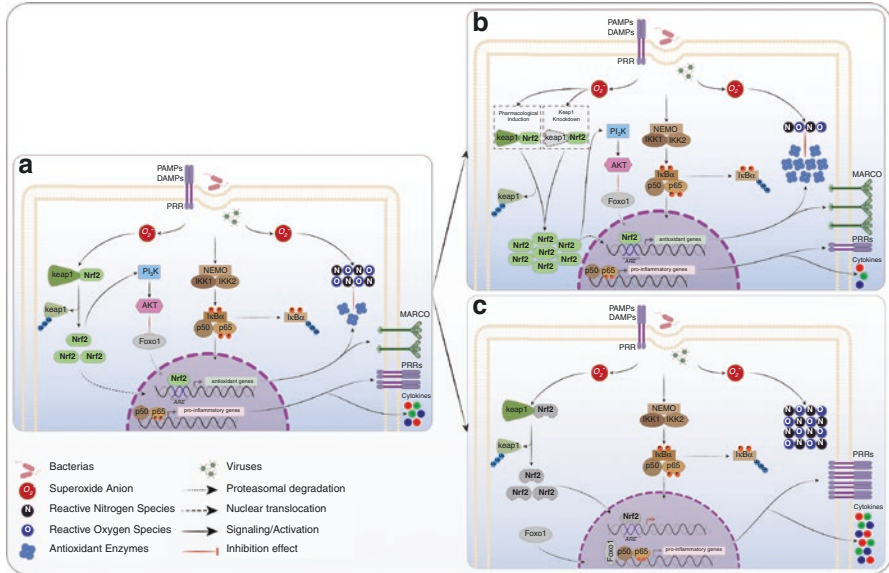 a
PAMPs
DAMPs
PRR
O₂⁻
O₂⁻
keap1 Nrf2
PI₃K
NEMO
IKK1 IKK2
N O N O
O N O N
keap1
AKT
IκBα
p50 p65
IκBα
Nrf2
Nrf2 Nrf2
Foxo1
MARCO
PRRs
Cytokines
Nrf2
antioxidant genes
ARE
p50 p65
pro-inflammatory genes
b
PAMPs
DAMPs
PRR
O₂⁻
O₂⁻
Pharmacological
Induction
Keap1
Knockdown
keap1 Nrf2
keap1 Nrf2
PI₃K
NEMO
IKK1 IKK2
N O N O
AKT
IκBα
p50 p65
IκBα
keap1
Foxo1
MARCO
Nrf2
Nrf2 Nrf2
Nrf2
Nrf2 Nrf2
Nrf2
Nrf2
antioxidant genes
ARE
p50 p65
pro-inflammatory genes
PRRs
Cytokines
c
PAMPs
DAMPs
PRR
O₂⁻
O₂⁻
keap1 Nrf2
NEMO
IKK1 IKK2
N O N O
O N O N
N O N O
O N O N
keap1
IκBα
p50 p65
IκBα
PRRs
Nrf2
Nrf2 Nrf2
Foxo1
Cytokines
Nrf2
ARE
Foxo1
p50 p65
pro-inflammatory genes
Bacterias
O₂⁻ Superoxide Anion
N Reactive Nitrogen Species
O Reactive Oxygen Species
Antioxidant Enzymes
Viruses
Proteasomal degradation
Nuclear translocation
Signaling/Activation
Inhibition effect